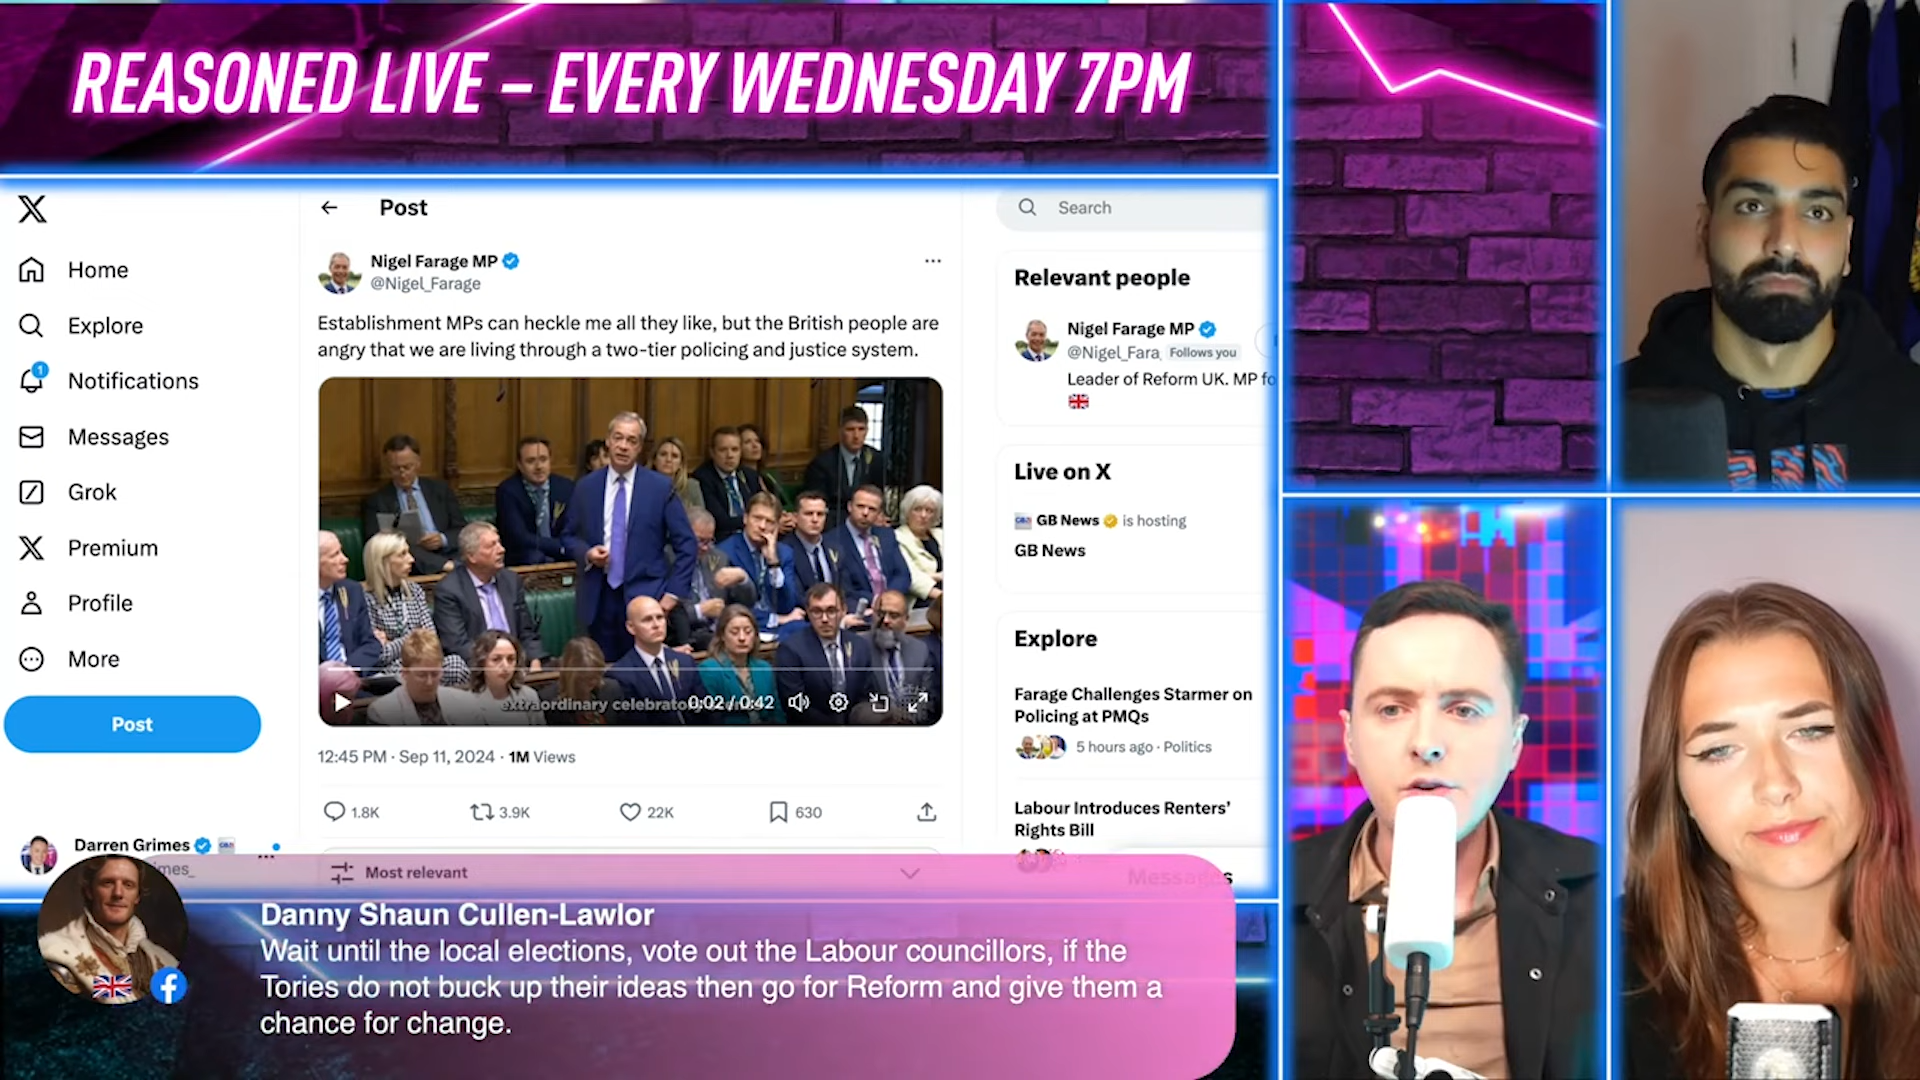 REASONED LIVE – EVERY WEDNESDAY 7PM
Home
Explore
1
Notifications
Messages
Grok
Premium
Profile
More
Post
Darren Grimes
mes_
Post
Nigel Farage MP
@Nigel_Farage
Establishment MPs can heckle me all they like, but the British people are
angry that we are living through a two-tier policing and justice system.
extraordinary celebrato
0:02 / 0:42
12:45 PM · Sep 11, 2024 · 1M Views
1.8K 3.9K 22K 630
Most relevant
Search
Relevant people
Nigel Farage MP
@Nigel_Fara Follows you
Leader of Reform UK. MP fo
Live on X
GB News is hosting
GB News
Explore
Farage Challenges Starmer on
Policing at PMQs
5 hours ago · Politics
Labour Introduces Renters’
Rights Bill
Messages
Danny Shaun Cullen-Lawlor
Wait until the local elections, vote out the Labour councillors, if the
Tories do not buck up their ideas then go for Reform and give them a
chance for change.